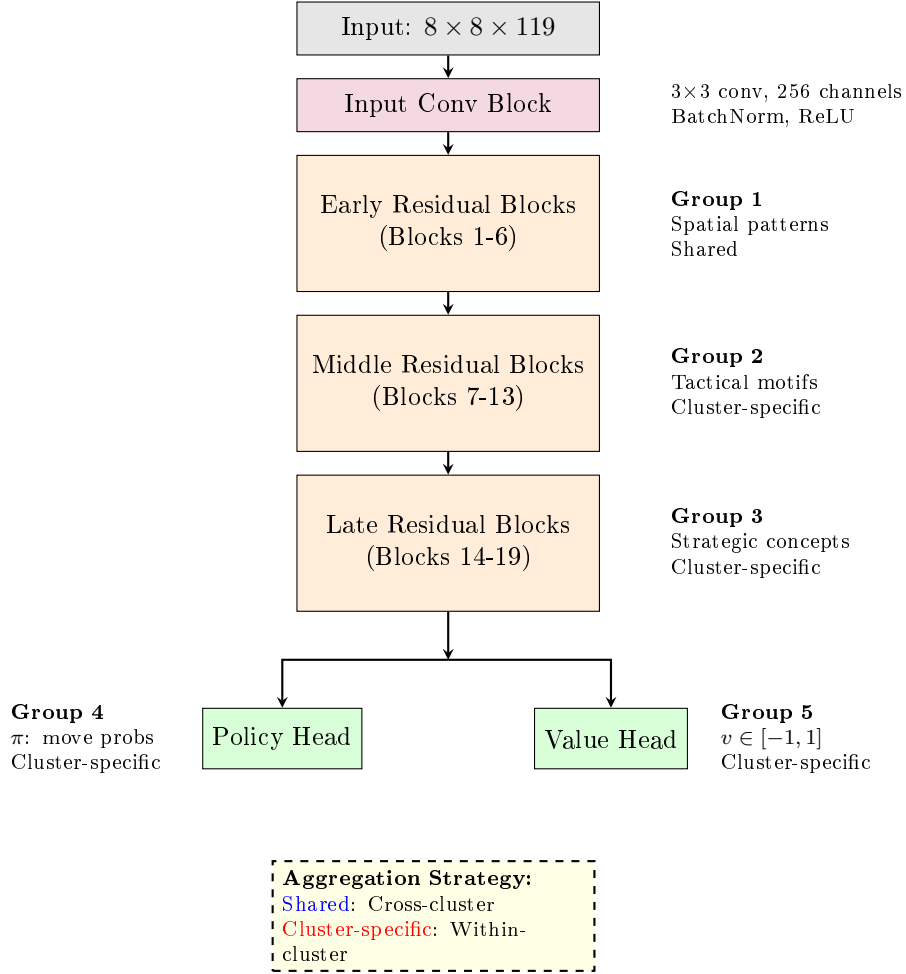 Input: 8 × 8 × 119
Input Conv Block
3×3 conv, 256 channels
BatchNorm, ReLU
Early Residual Blocks
(Blocks 1-6)
Group 1
Spatial patterns
Shared
Middle Residual Blocks
(Blocks 7-13)
Group 2
Tactical motifs
Cluster-specific
Late Residual Blocks
(Blocks 14-19)
Group 3
Strategic concepts
Cluster-specific
Group 4
π: move probs
Cluster-specific
Policy Head
Value Head
Group 5
v ∈ [−1, 1]
Cluster-specific
Aggregation Strategy:
Shared: Cross-cluster
Cluster-specific: Within-
cluster